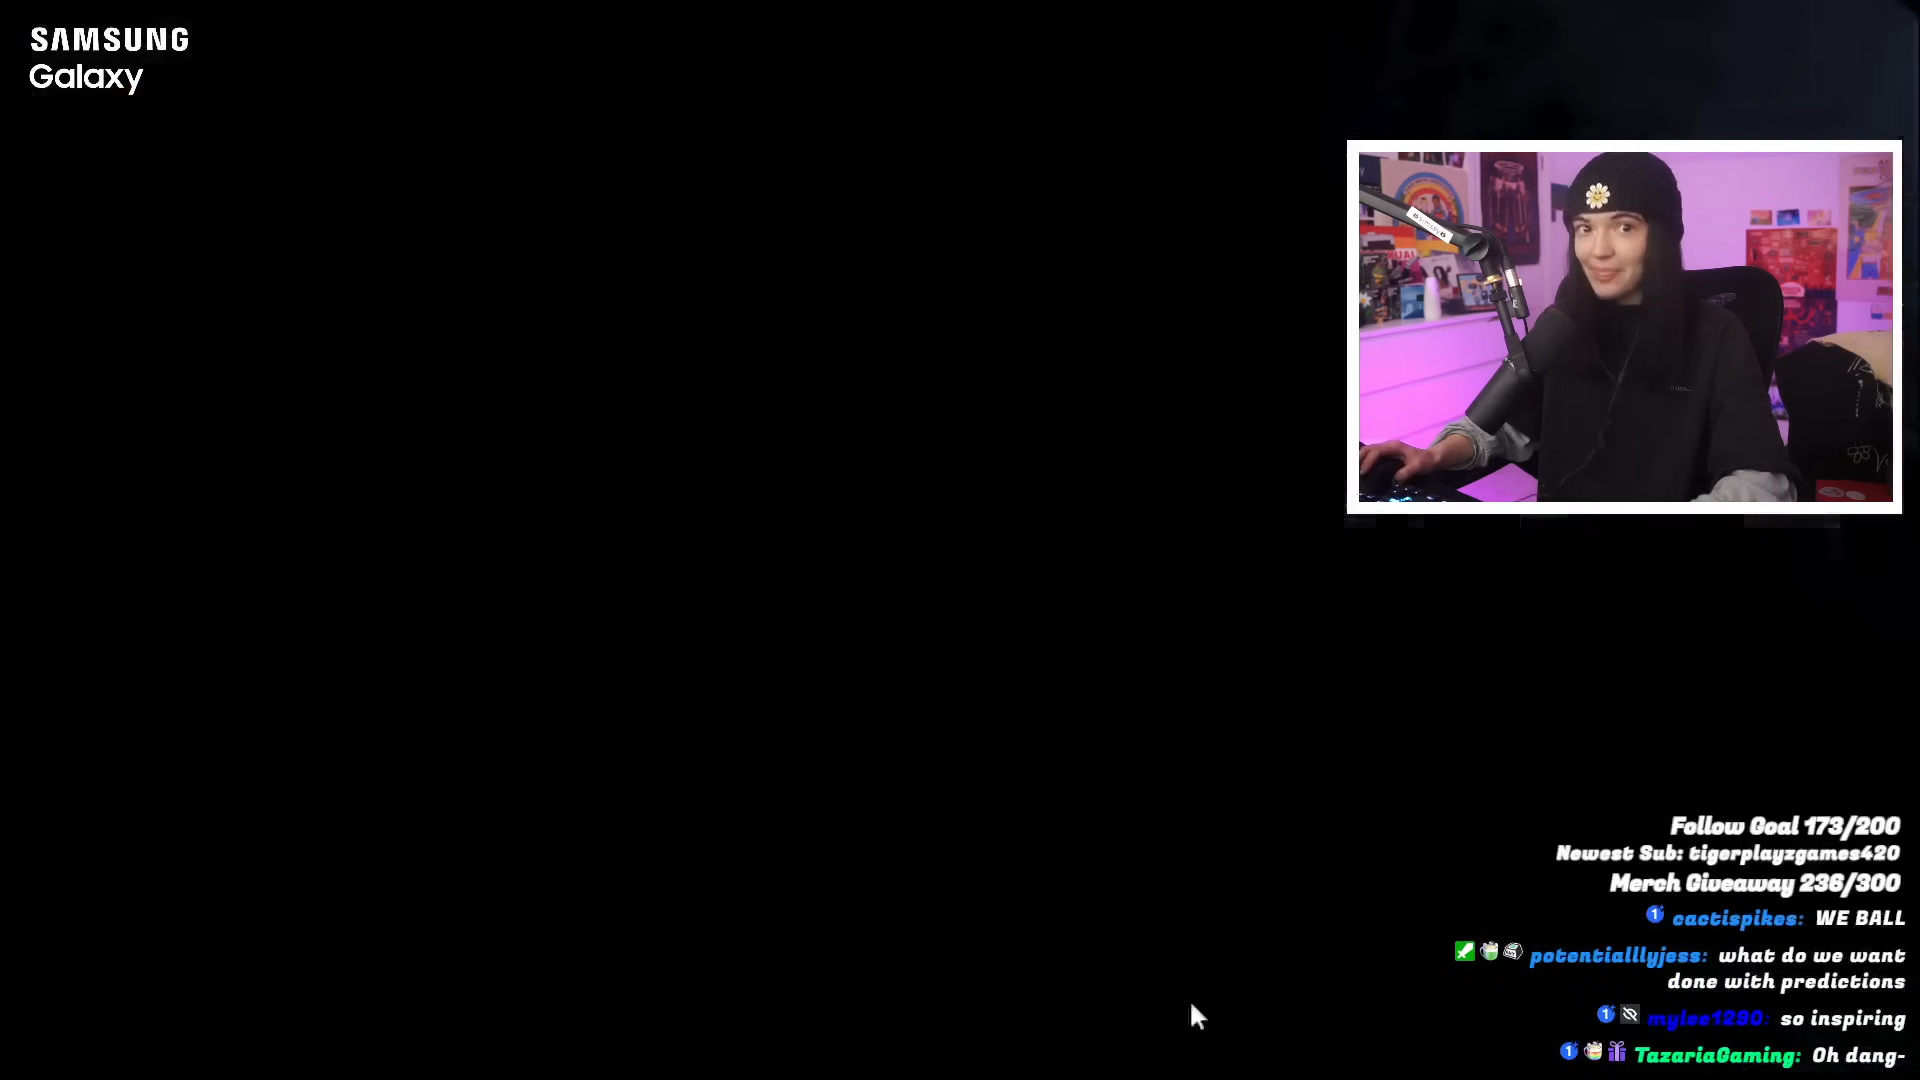 SAMSUNG
Galaxy
Follow Goal 173/200
Newest Sub: tigerplayzgames420
Merch Giveaway 236/300
cactispikes: WE BALL
potentialllyjess: what do we want
done with predictions
mylee1290: so inspiring
TazariaGaming: Oh dang-